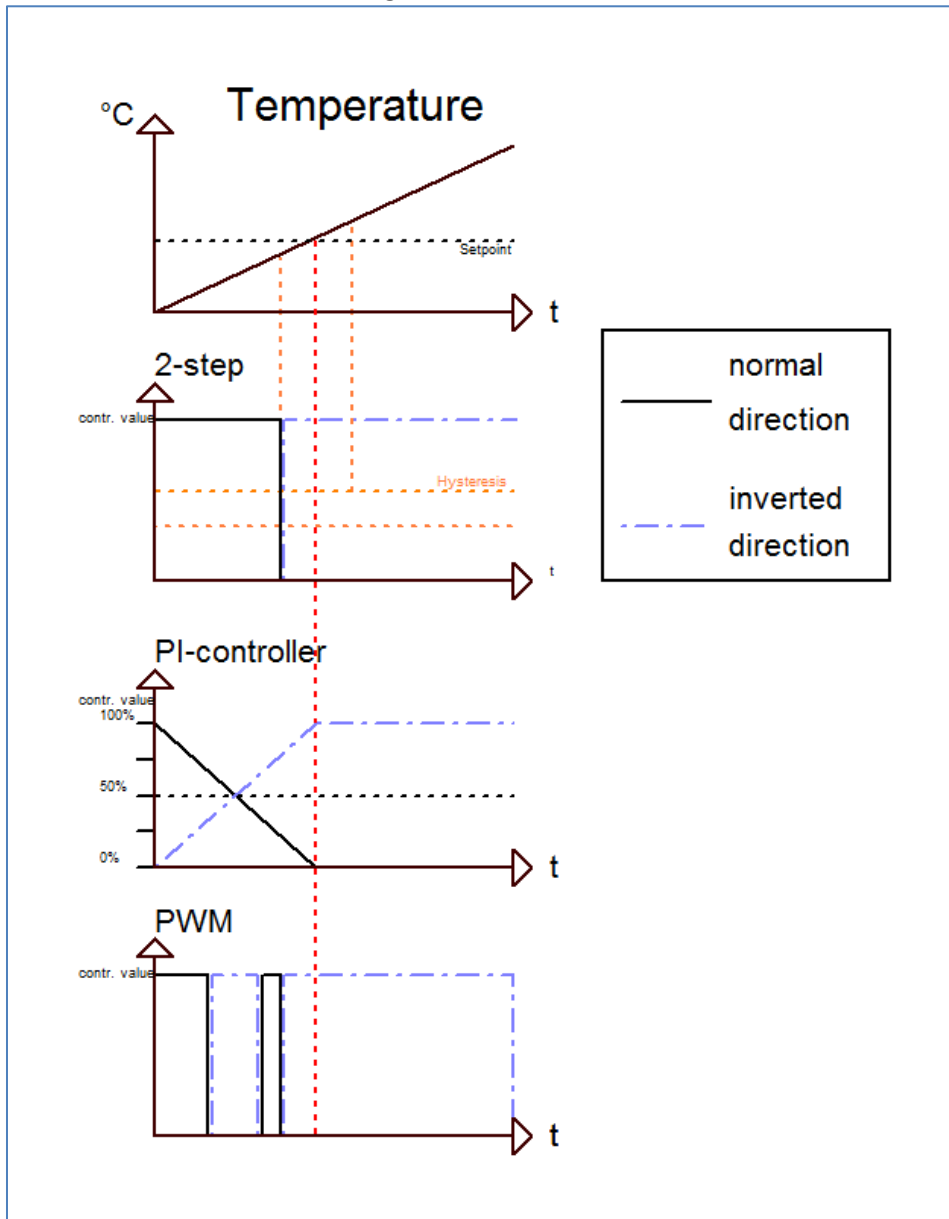 Temperature
°C
Setpoint
t
2-step
contr. value
Hysteresis
t
normal
direction
inverted
direction
PI-controller
contr. value
100%
50%
0%
t
PWM
contr. value
t